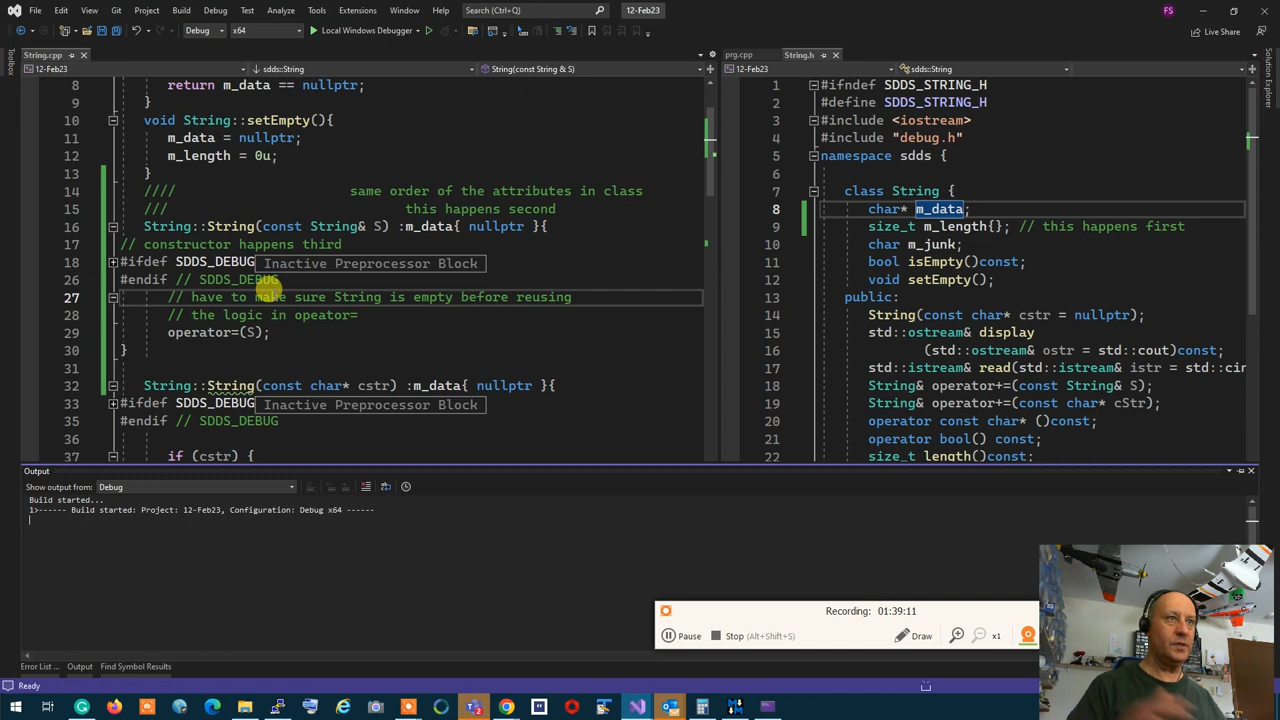 File Edit View Git Project Build Debug Test Analyze Tools Extensions Window Help Search (Ctrl+Q) 12-Feb23 FS
Debug x64 Local Windows Debugger Live Share
String.cpp prg.cpp String.h
12-Feb23 sdds::String String(const String & S) 12-Feb23 sdds::String
Toolbox
Solution Explorer
8 return m_data == nullptr;
9 }
10 void String::setEmpty(){
11 m_data = nullptr;
12 m_length = 0u;
13 }
14 //// same order of the attributes in class
15 /// this happens second
16 String::String(const String& S) :m_data{ nullptr }{
17 // constructor happens third
18 #ifdef SDDS_DEBUG Inactive Preprocessor Block
26 #endif // SDDS_DEBUG
27 // have to make sure String is empty before reusing
28 // the logic in opeator=
29 operator=(S);
30 }
31
32 String::String(const char* cstr) :m_data{ nullptr }{
33 #ifdef SDDS_DEBUG Inactive Preprocessor Block
35 #endif // SDDS_DEBUG
36
37 if (cstr) {
1 #ifndef SDDS_STRING_H
2 #define SDDS_STRING_H
3 #include <iostream>
4 #include "debug.h"
5 namespace sdds {
6
7 class String {
8 char* m_data;
9 size_t m_length{}; // this happens first
10 char m_junk;
11 bool isEmpty()const;
12 void setEmpty();
13 public:
14 String(const char* cstr = nullptr);
15 std::ostream& display
16 (std::ostream& ostr = std::cout)const;
17 std::istream& read(std::istream& istr = std::cin
18 String& operator+=(const String& S);
19 String& operator+=(const char* cStr);
20 operator const char* ()const;
21 operator bool() const;
22 size_t length()const;
Output
Show output from: Debug
Build started...
1>------ Build started: Project: 12-Feb23, Configuration: Debug x64 ------
Recording: 01:39:11
Pause Stop (Alt+Shift+S) Draw x1
Error List ... Output Find Symbol Results
Ready